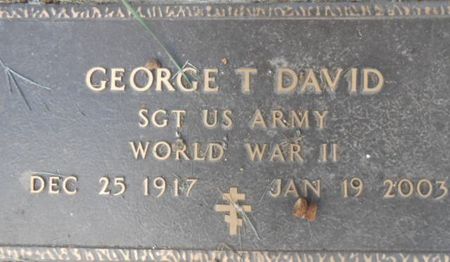 GEORGE T DAVID
SGT US ARMY
WORLD WAR II
DEC 25 1917 JAN 19 2003